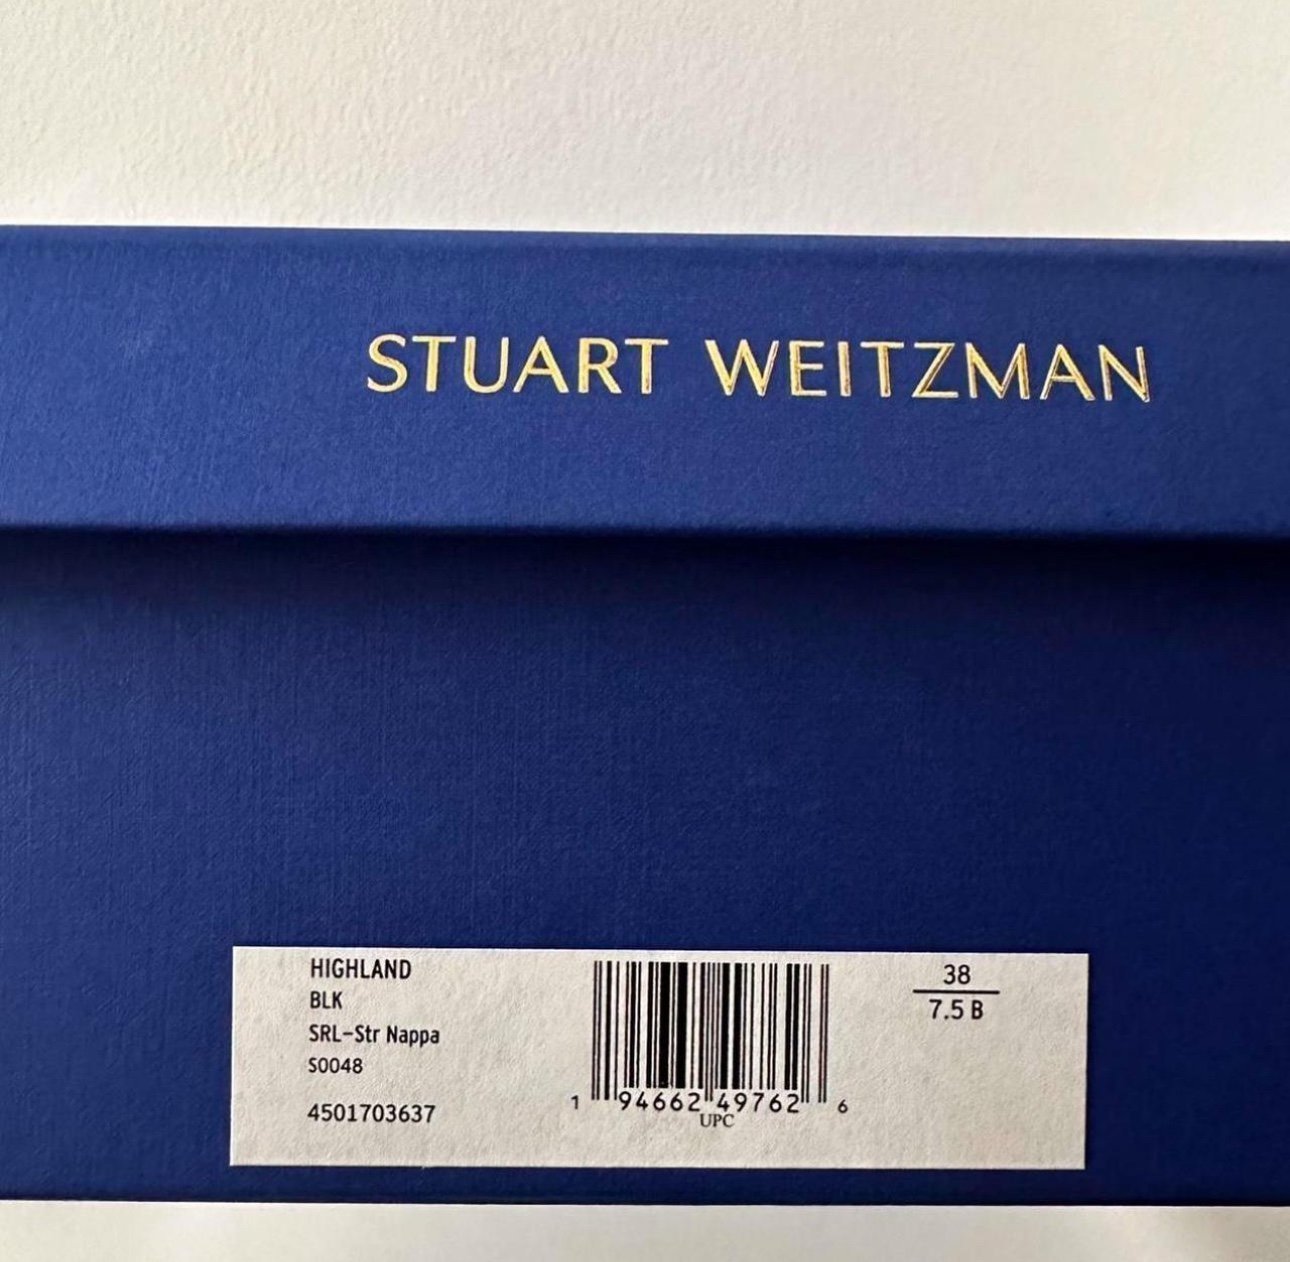 STUART WEITZMAN
HIGHLAND
BLK
SRL-Str Nappa
S0048
4501703637
1 94662 49762 6
UPC
38
7.5 B